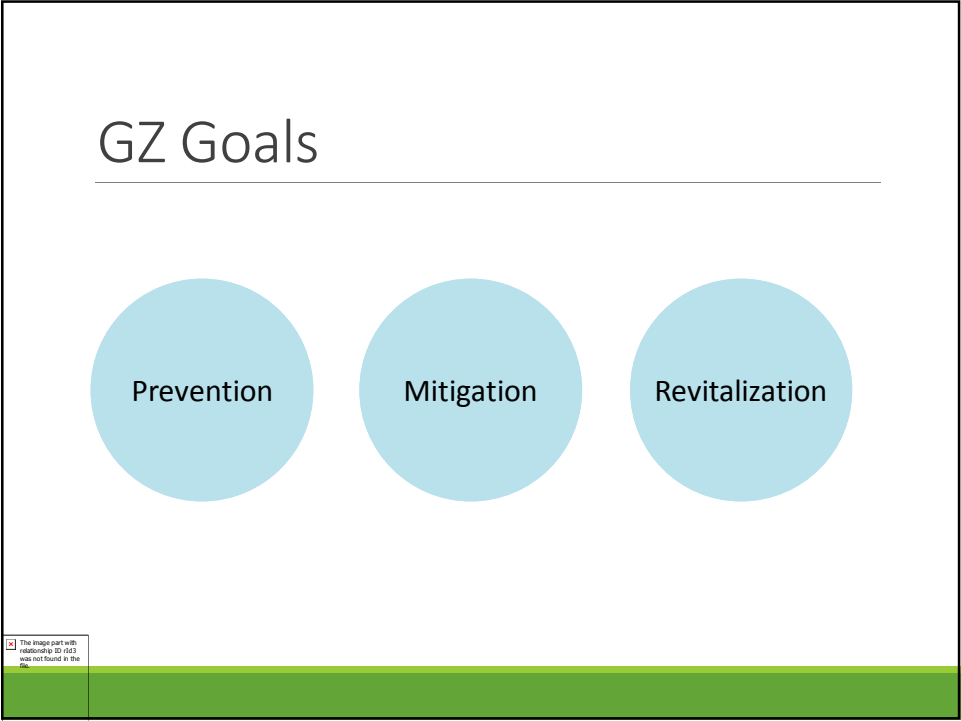 GZ Goals
Prevention
Mitigation
Revitalization
The image part with
relationship ID rId3
was not found in the
file.